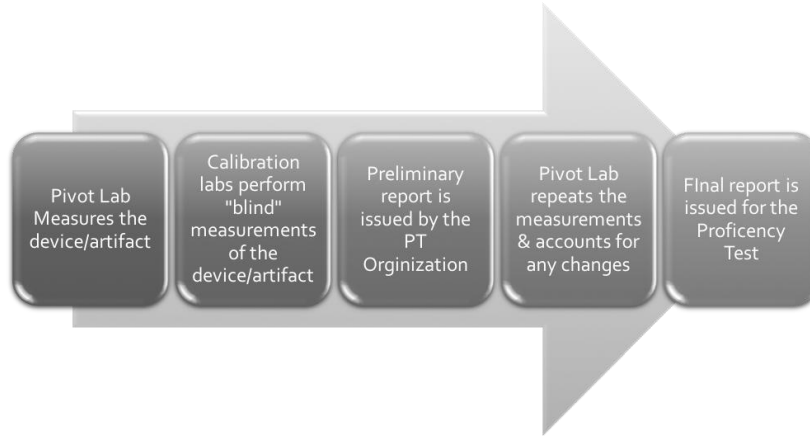 Pivot Lab
Measures the
device/artifact
Calibration
labs perform
"blind"
measurements
of the
device/artifact
Preliminary
report is
issued by the
PT
Orginization
Pivot Lab
repeats the
measurements
& accounts for
any changes
FInal report is
issued for the
Proficency
Test